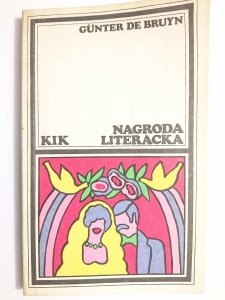 GÜNTER DE BRUYN
NAGRODA
KIK LITERACKA